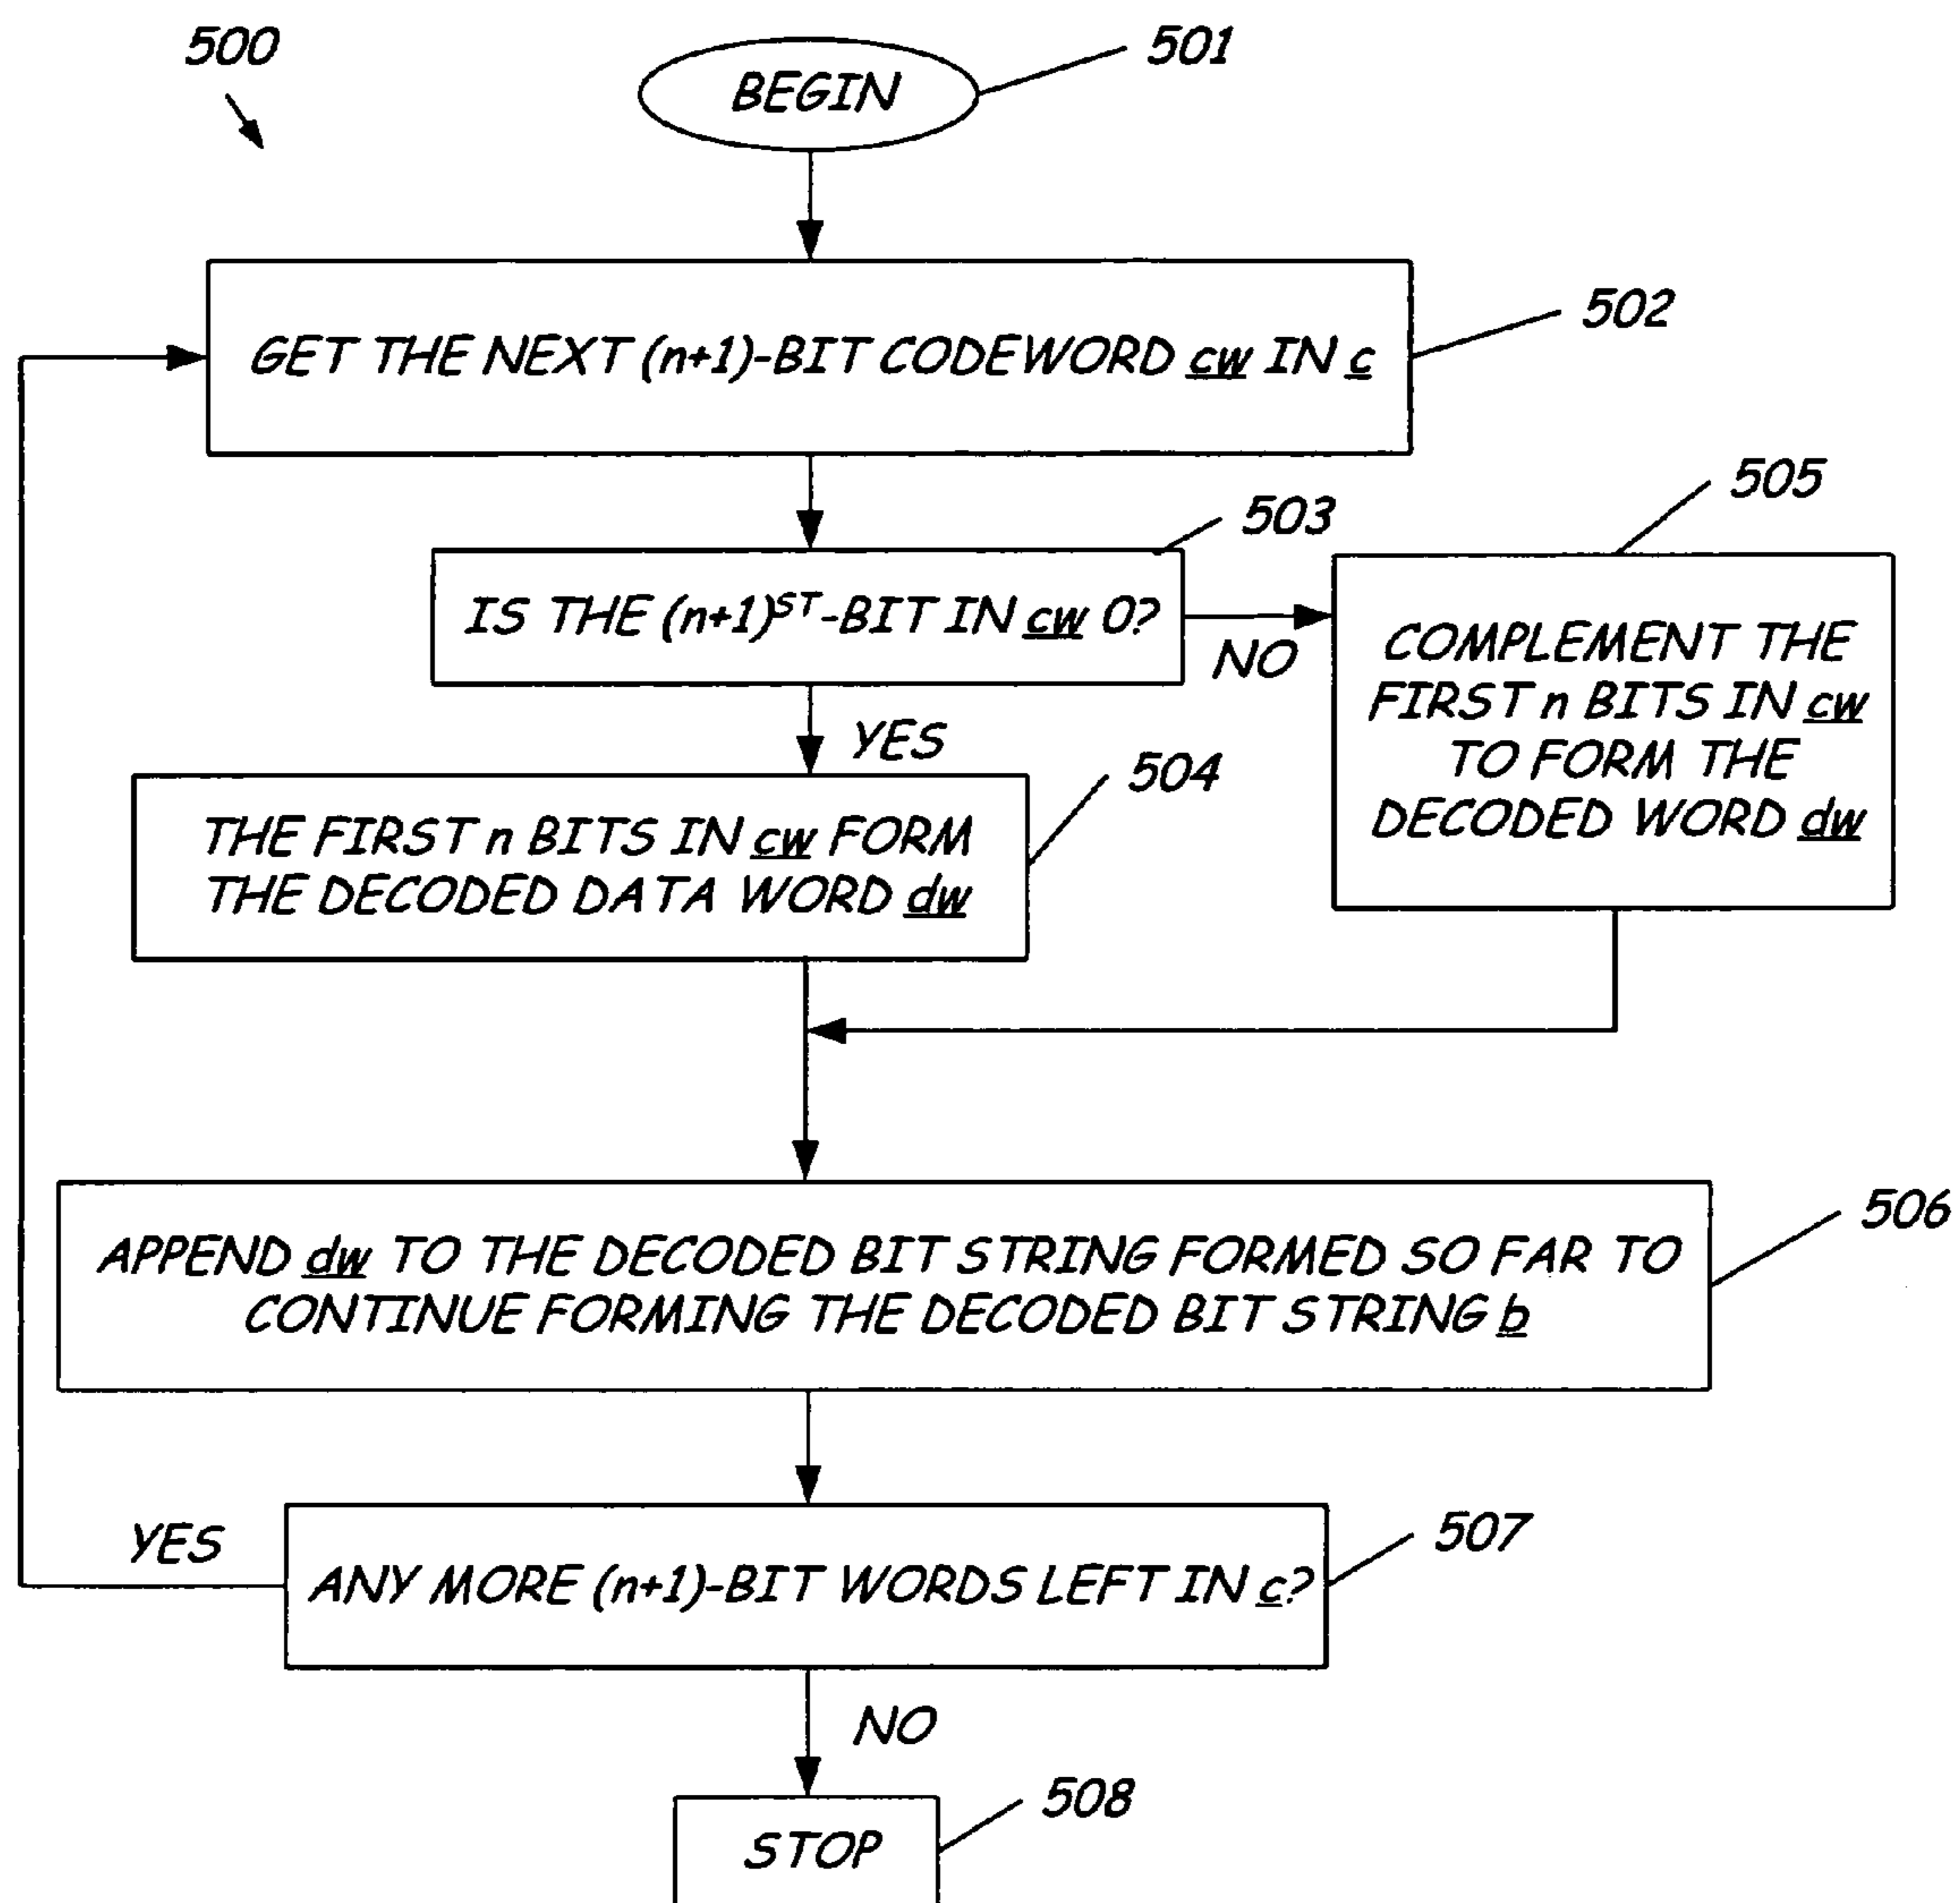 500
501
BEGIN
502
GET THE NEXT (n+1)-BIT CODEWORD cw IN c
503
IS THE (n+1)ST-BIT IN cw 0?
NO
505
COMPLEMENT THE
FIRST n BITS IN cw
TO FORM THE
DECODED WORD dw
YES
504
THE FIRST n BITS IN cw FORM
THE DECODED DATA WORD dw
506
APPEND dw TO THE DECODED BIT STRING FORMED SO FAR TO
CONTINUE FORMING THE DECODED BIT STRING b
YES
507
ANY MORE (n+1)-BIT WORDS LEFT IN c?
NO
508
STOP